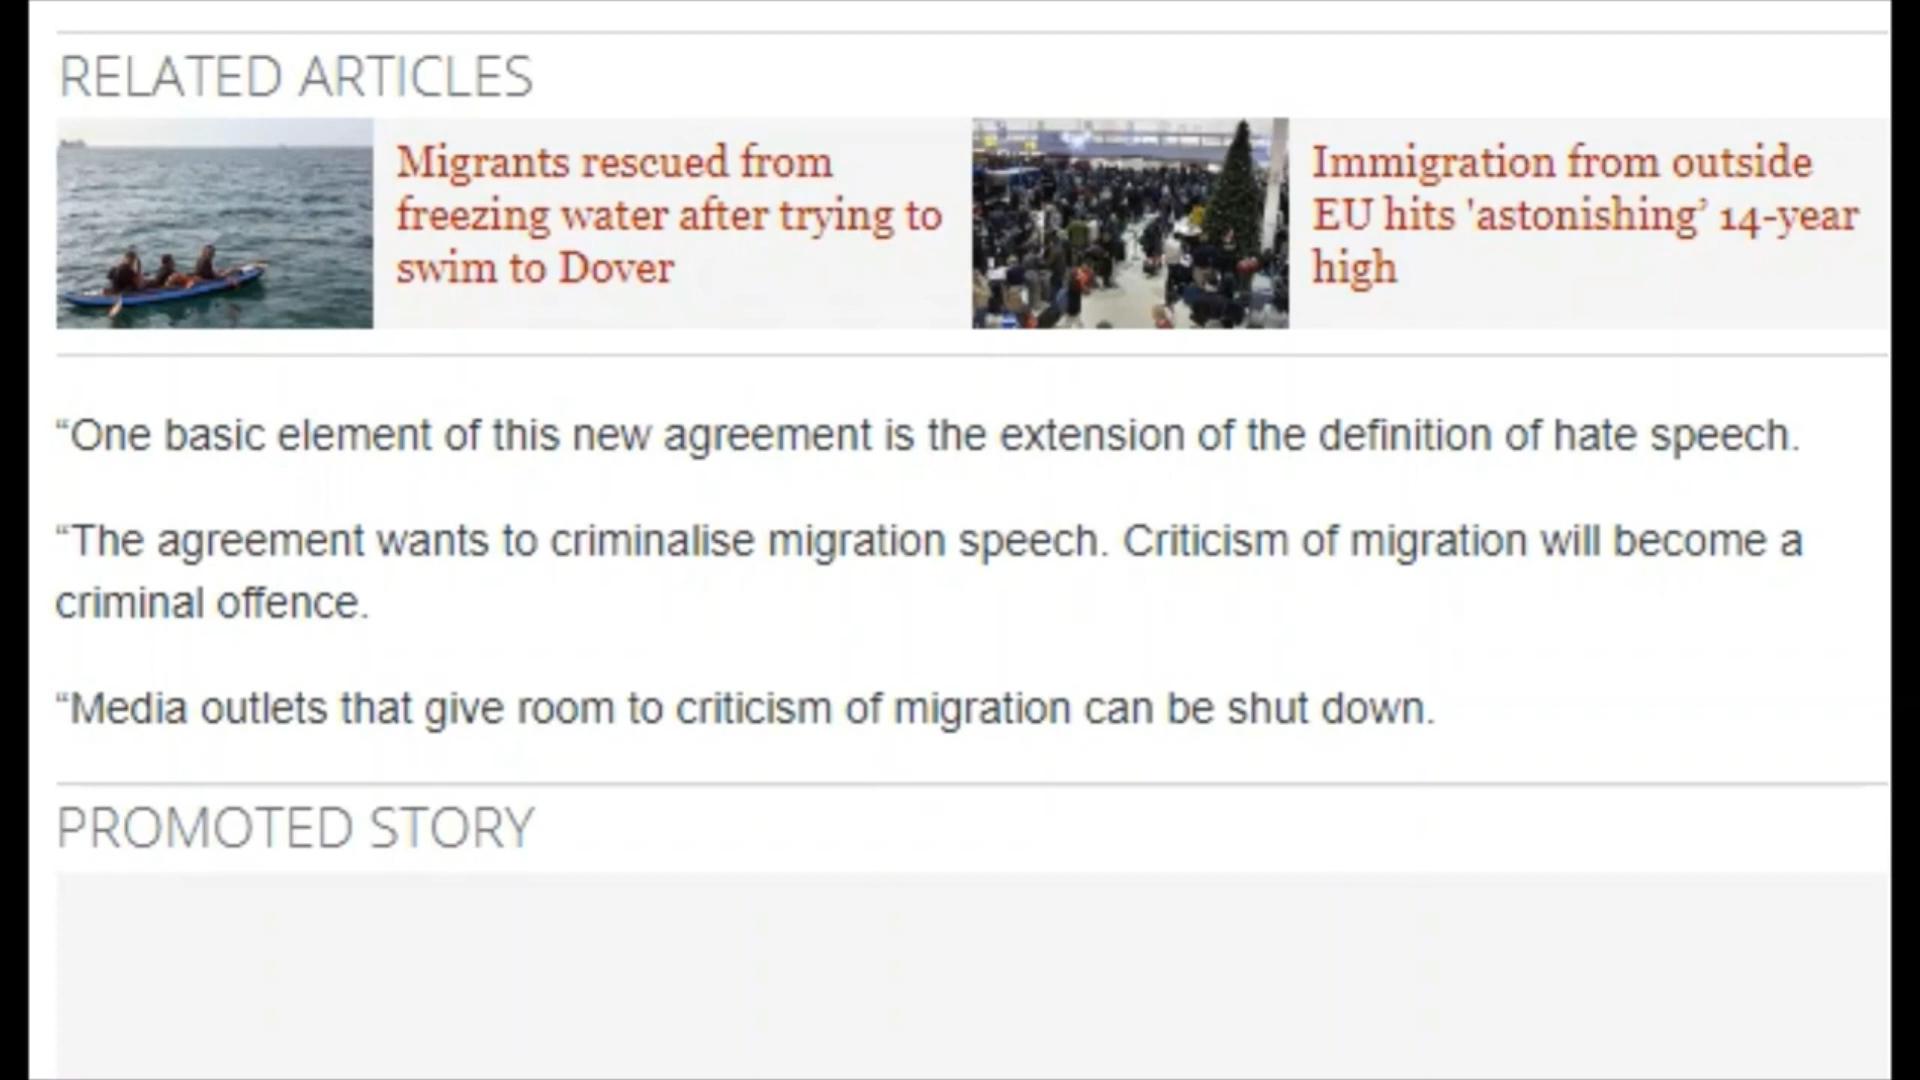 RELATED ARTICLES
Migrants rescued from
freezing water after trying to
swim to Dover
Immigration from outside
EU hits 'astonishing’ 14-year
high
“One basic element of this new agreement is the extension of the definition of hate speech.
“The agreement wants to criminalise migration speech. Criticism of migration will become a
criminal offence.
“Media outlets that give room to criticism of migration can be shut down.
PROMOTED STORY